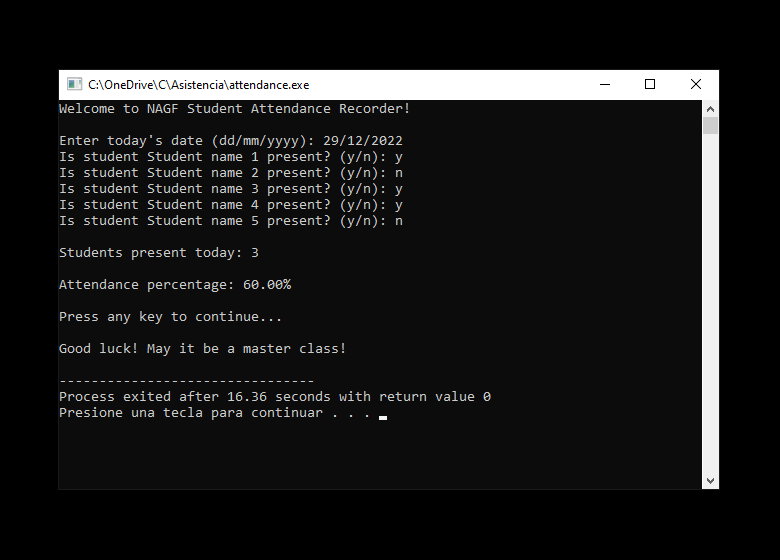 C:\OneDrive\C\Asistencia\attendance.exe
Welcome to NAGF Student Attendance Recorder!
Enter today's date (dd/mm/yyyy): 29/12/2022
Is student Student name 1 present? (y/n): y
Is student Student name 2 present? (y/n): n
Is student Student name 3 present? (y/n): y
Is student Student name 4 present? (y/n): y
Is student Student name 5 present? (y/n): n
Students present today: 3
Attendance percentage: 60.00%
Press any key to continue...
Good luck! May it be a master class!
--------------------------------
Process exited after 16.36 seconds with return value 0
Presione una tecla para continuar . . .